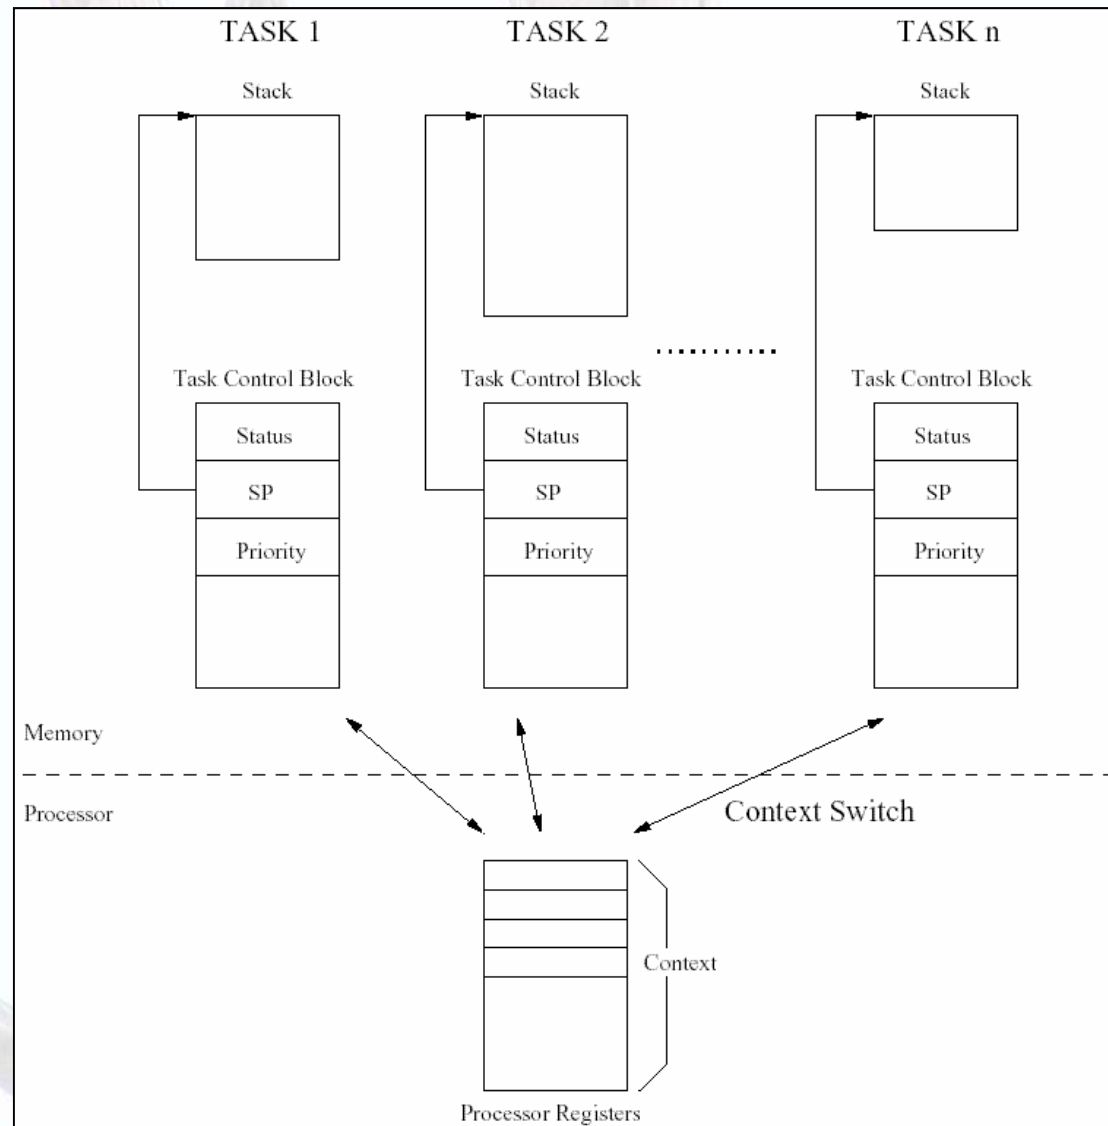 TASK 1
TASK 2
TASK n
Stack
Stack
Stack
...........
Task Control Block
Task Control Block
Task Control Block
Status
Status
Status
SP
SP
SP
Priority
Priority
Priority
Memory
Processor
Context Switch
Context
Processor Registers